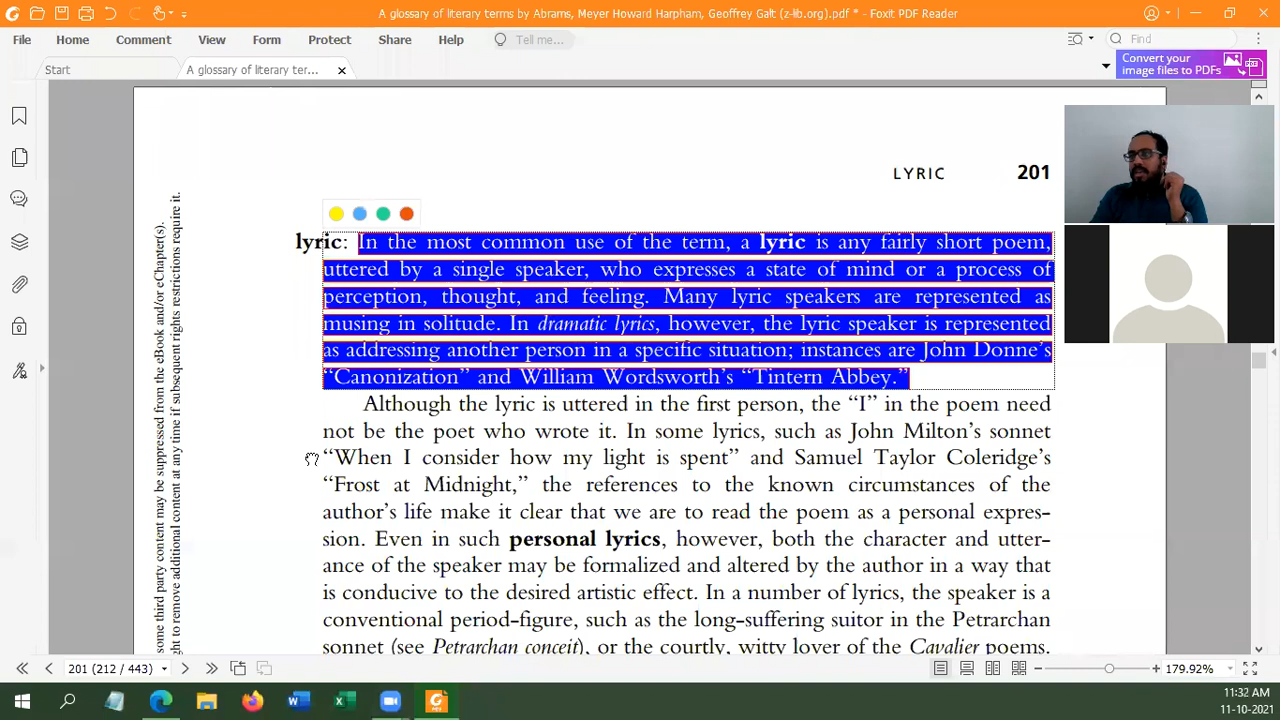 A glossary of literary terms by Abrams, Meyer Howard Harpham, Geoffrey Galt (z-lib.org).pdf * - Foxit PDF Reader
File Home Comment View Form Protect Share Help Tell me... Find
Start A glossary of literary ter... Convert your
image files to PDFs
LYRIC 201
lyric: In the most common use of the term, a lyric is any fairly short poem,
uttered by a single speaker, who expresses a state of mind or a process of
perception, thought, and feeling. Many lyric speakers are represented as
musing in solitude. In dramatic lyrics, however, the lyric speaker is represented
as addressing another person in a specific situation; instances are John Donne's
“Canonization” and William Wordsworth's “Tintern Abbey.”
Although the lyric is uttered in the first person, the “I” in the poem need
not be the poet who wrote it. In some lyrics, such as John Milton's sonnet
“When I consider how my light is spent” and Samuel Taylor Coleridge's
“Frost at Midnight,” the references to the known circumstances of the
author's life make it clear that we are to read the poem as a personal expres-
sion. Even in such personal lyrics, however, both the character and utter-
ance of the speaker may be formalized and altered by the author in a way that
is conducive to the desired artistic effect. In a number of lyrics, the speaker is a
conventional period-figure, such as the long-suffering suitor in the Petrarchan
sonnet (see Petrarchan conceit), or the courtly, witty lover of the Cavalier poems.
some third party content may be suppressed from the eBook and/or eChapter(s).
ght to remove additional content at any time if subsequent rights restrictions require it.
201 (212 / 443) 179.92%
11:32 AM
11-10-2021